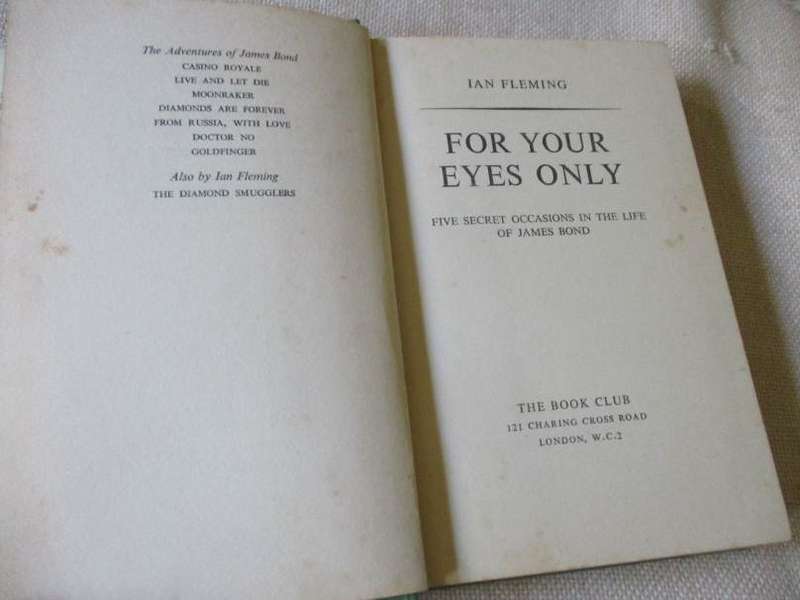 The Adventures of James Bond
CASINO ROYALE
LIVE AND LET DIE
MOONRAKER
DIAMONDS ARE FOREVER
FROM RUSSIA, WITH LOVE
DOCTOR NO
GOLDFINGER
Also by Ian Fleming
THE DIAMOND SMUGGLERS
IAN FLEMING
FOR YOUR
EYES ONLY
FIVE SECRET OCCASIONS IN THE LIFE
OF JAMES BOND
THE BOOK CLUB
121 CHARING CROSS ROAD
LONDON, W.C.2